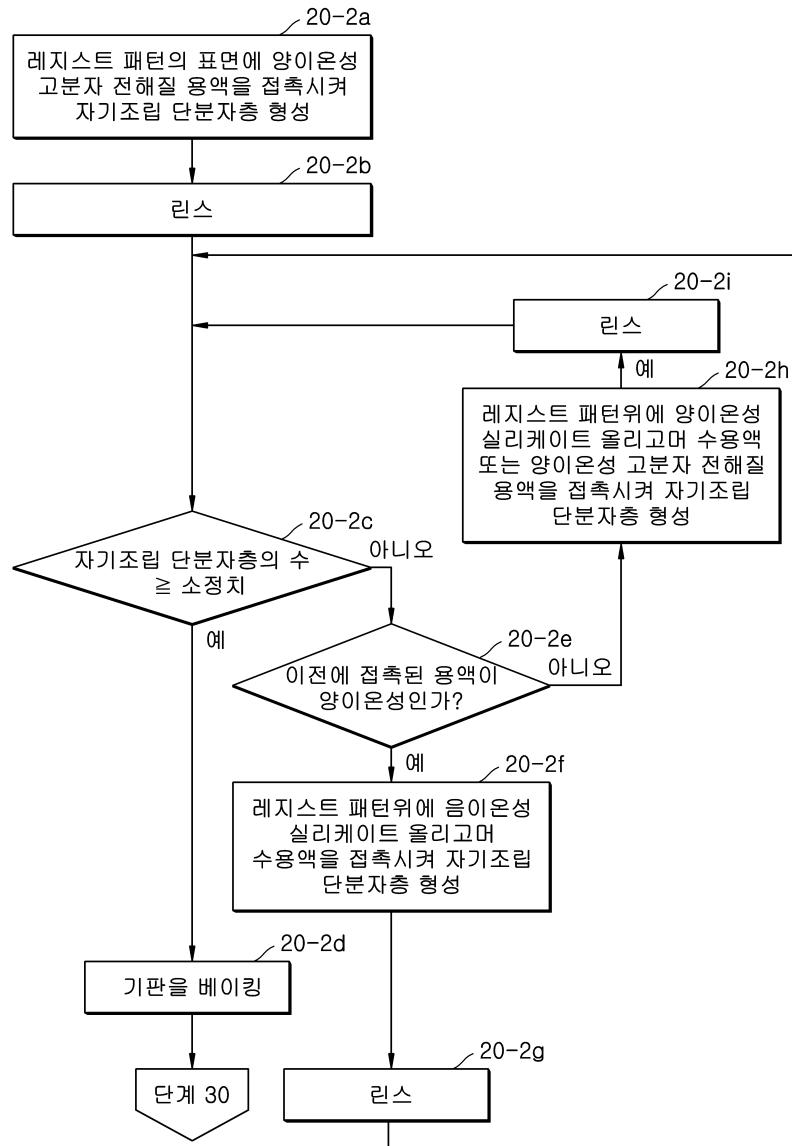 20-2a
레지스트 패턴의 표면에 양이온성
고분자 전해질 용액을 접촉시켜
자기조립 단분자층 형성
20-2b
린스
20-2i
린스
예
20-2h
레지스트 패턴위에 양이온성
실리케이트 올리고머 수용액
또는 양이온성 고분자 전해질
용액을 접촉시켜 자기조립
단분자층 형성
20-2c
자기조립 단분자층의 수
≧ 소정치
아니오
예
20-2e
이전에 접촉된 용액이
양이온성인가?
아니오
예
20-2f
레지스트 패턴위에 음이온성
실리케이트 올리고머
수용액을 접촉시켜 자기조립
단분자층 형성
20-2d
기판을 베이킹
20-2g
린스
단계 30